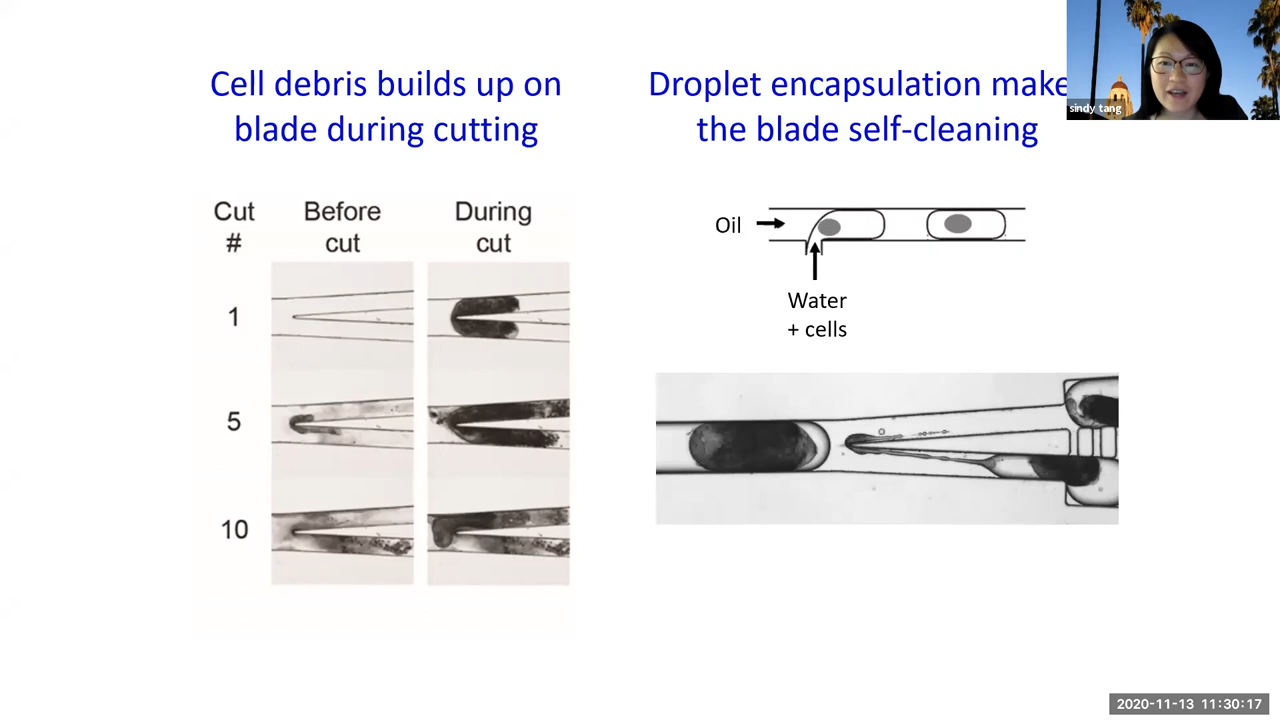 Cell debris builds up on
blade during cutting
Cut
#
Before
cut
During
cut
1
5
10
Droplet encapsulation make
the blade self-cleaning
Oil
Water
+ cells
sindy tang
2020-11-13 11:30:17